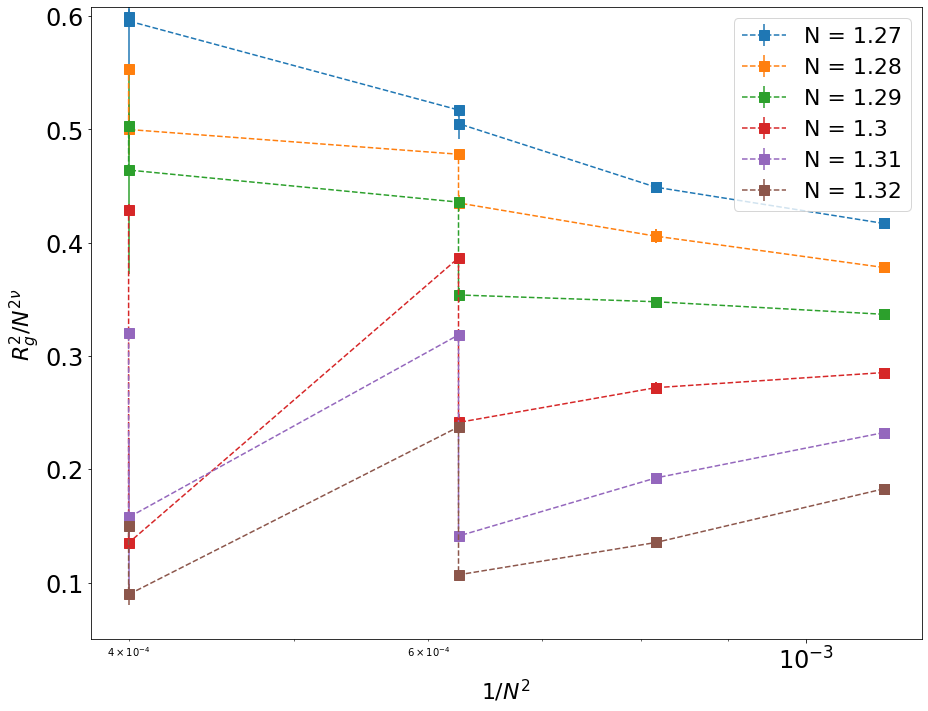 0.6
0.5
0.4
0.3
0.2
0.1
R_g^2/N^{2ν}
N = 1.27
N = 1.28
N = 1.29
N = 1.3
N = 1.31
N = 1.32
4 × 10⁻⁴
6 × 10⁻⁴
10⁻³
1/N²